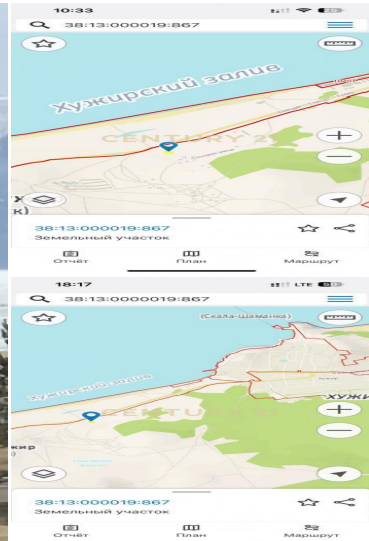 10:33
38:13:000019:867
Хужирский залив
CENTURY 21
к)
38:13:000019:867
Земельный участок
Отчёт
План
Маршрут
18:17
LTE
38:13:0000019:867
(Скала-Шаманка)
Хужирский залив
ХУЖИ
CENTURY 21
жир
38:13:000019:867
Земельный участок
Отчёт
План
Маршрут